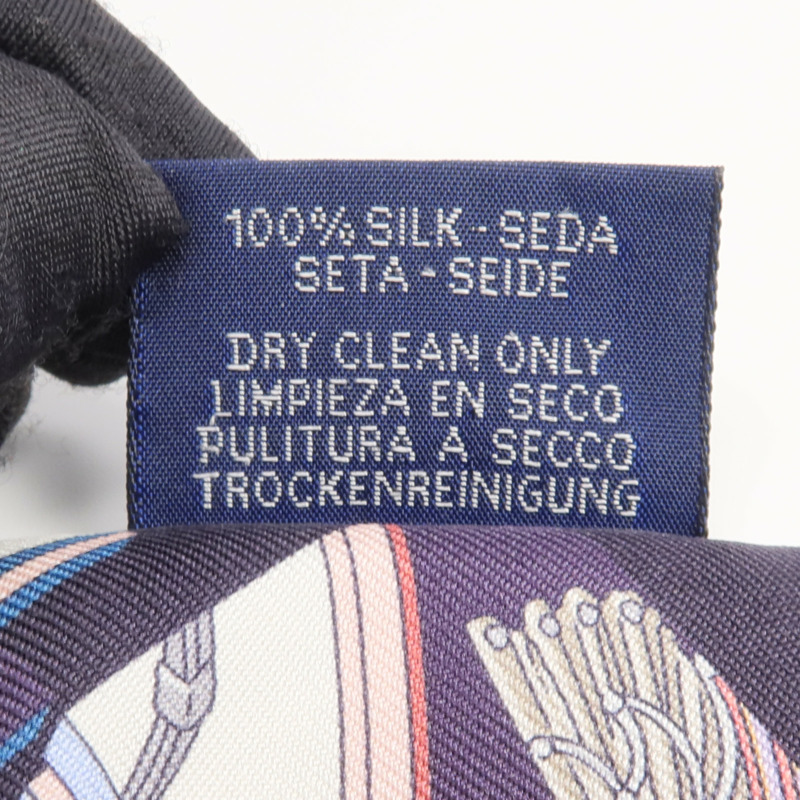 100% SILK - SEDA
SETA - SEIDE
DRY CLEAN ONLY
LIMPIEZA EN SECO
PULITURA A SECCO
TROCKENREINIGUNG